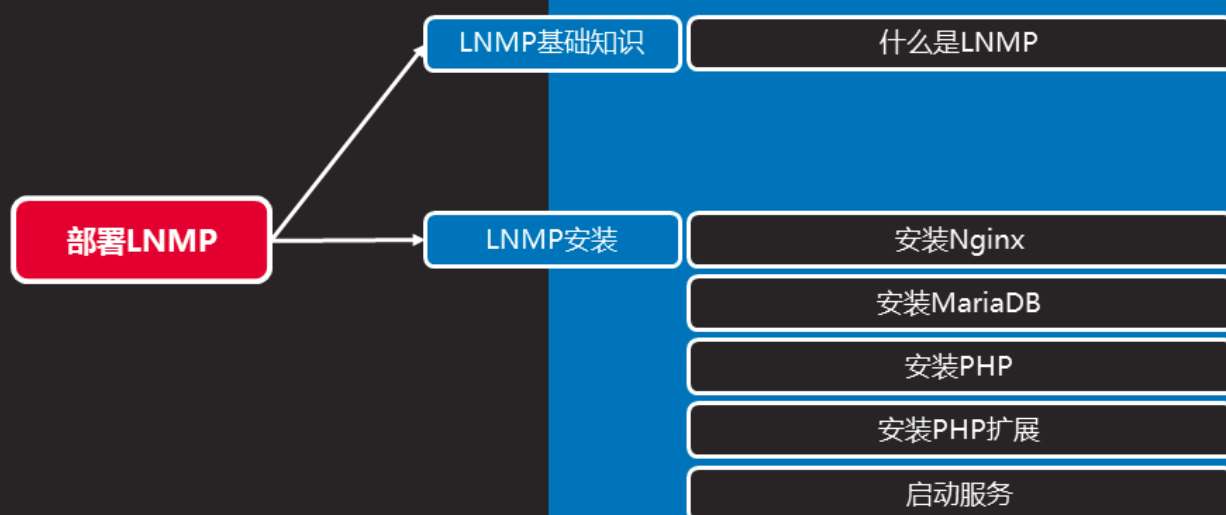 LNMP基础知识
什么是LNMP
部署LNMP
LNMP安装
安装Nginx
安装MariaDB
安装PHP
安装PHP扩展
启动服务